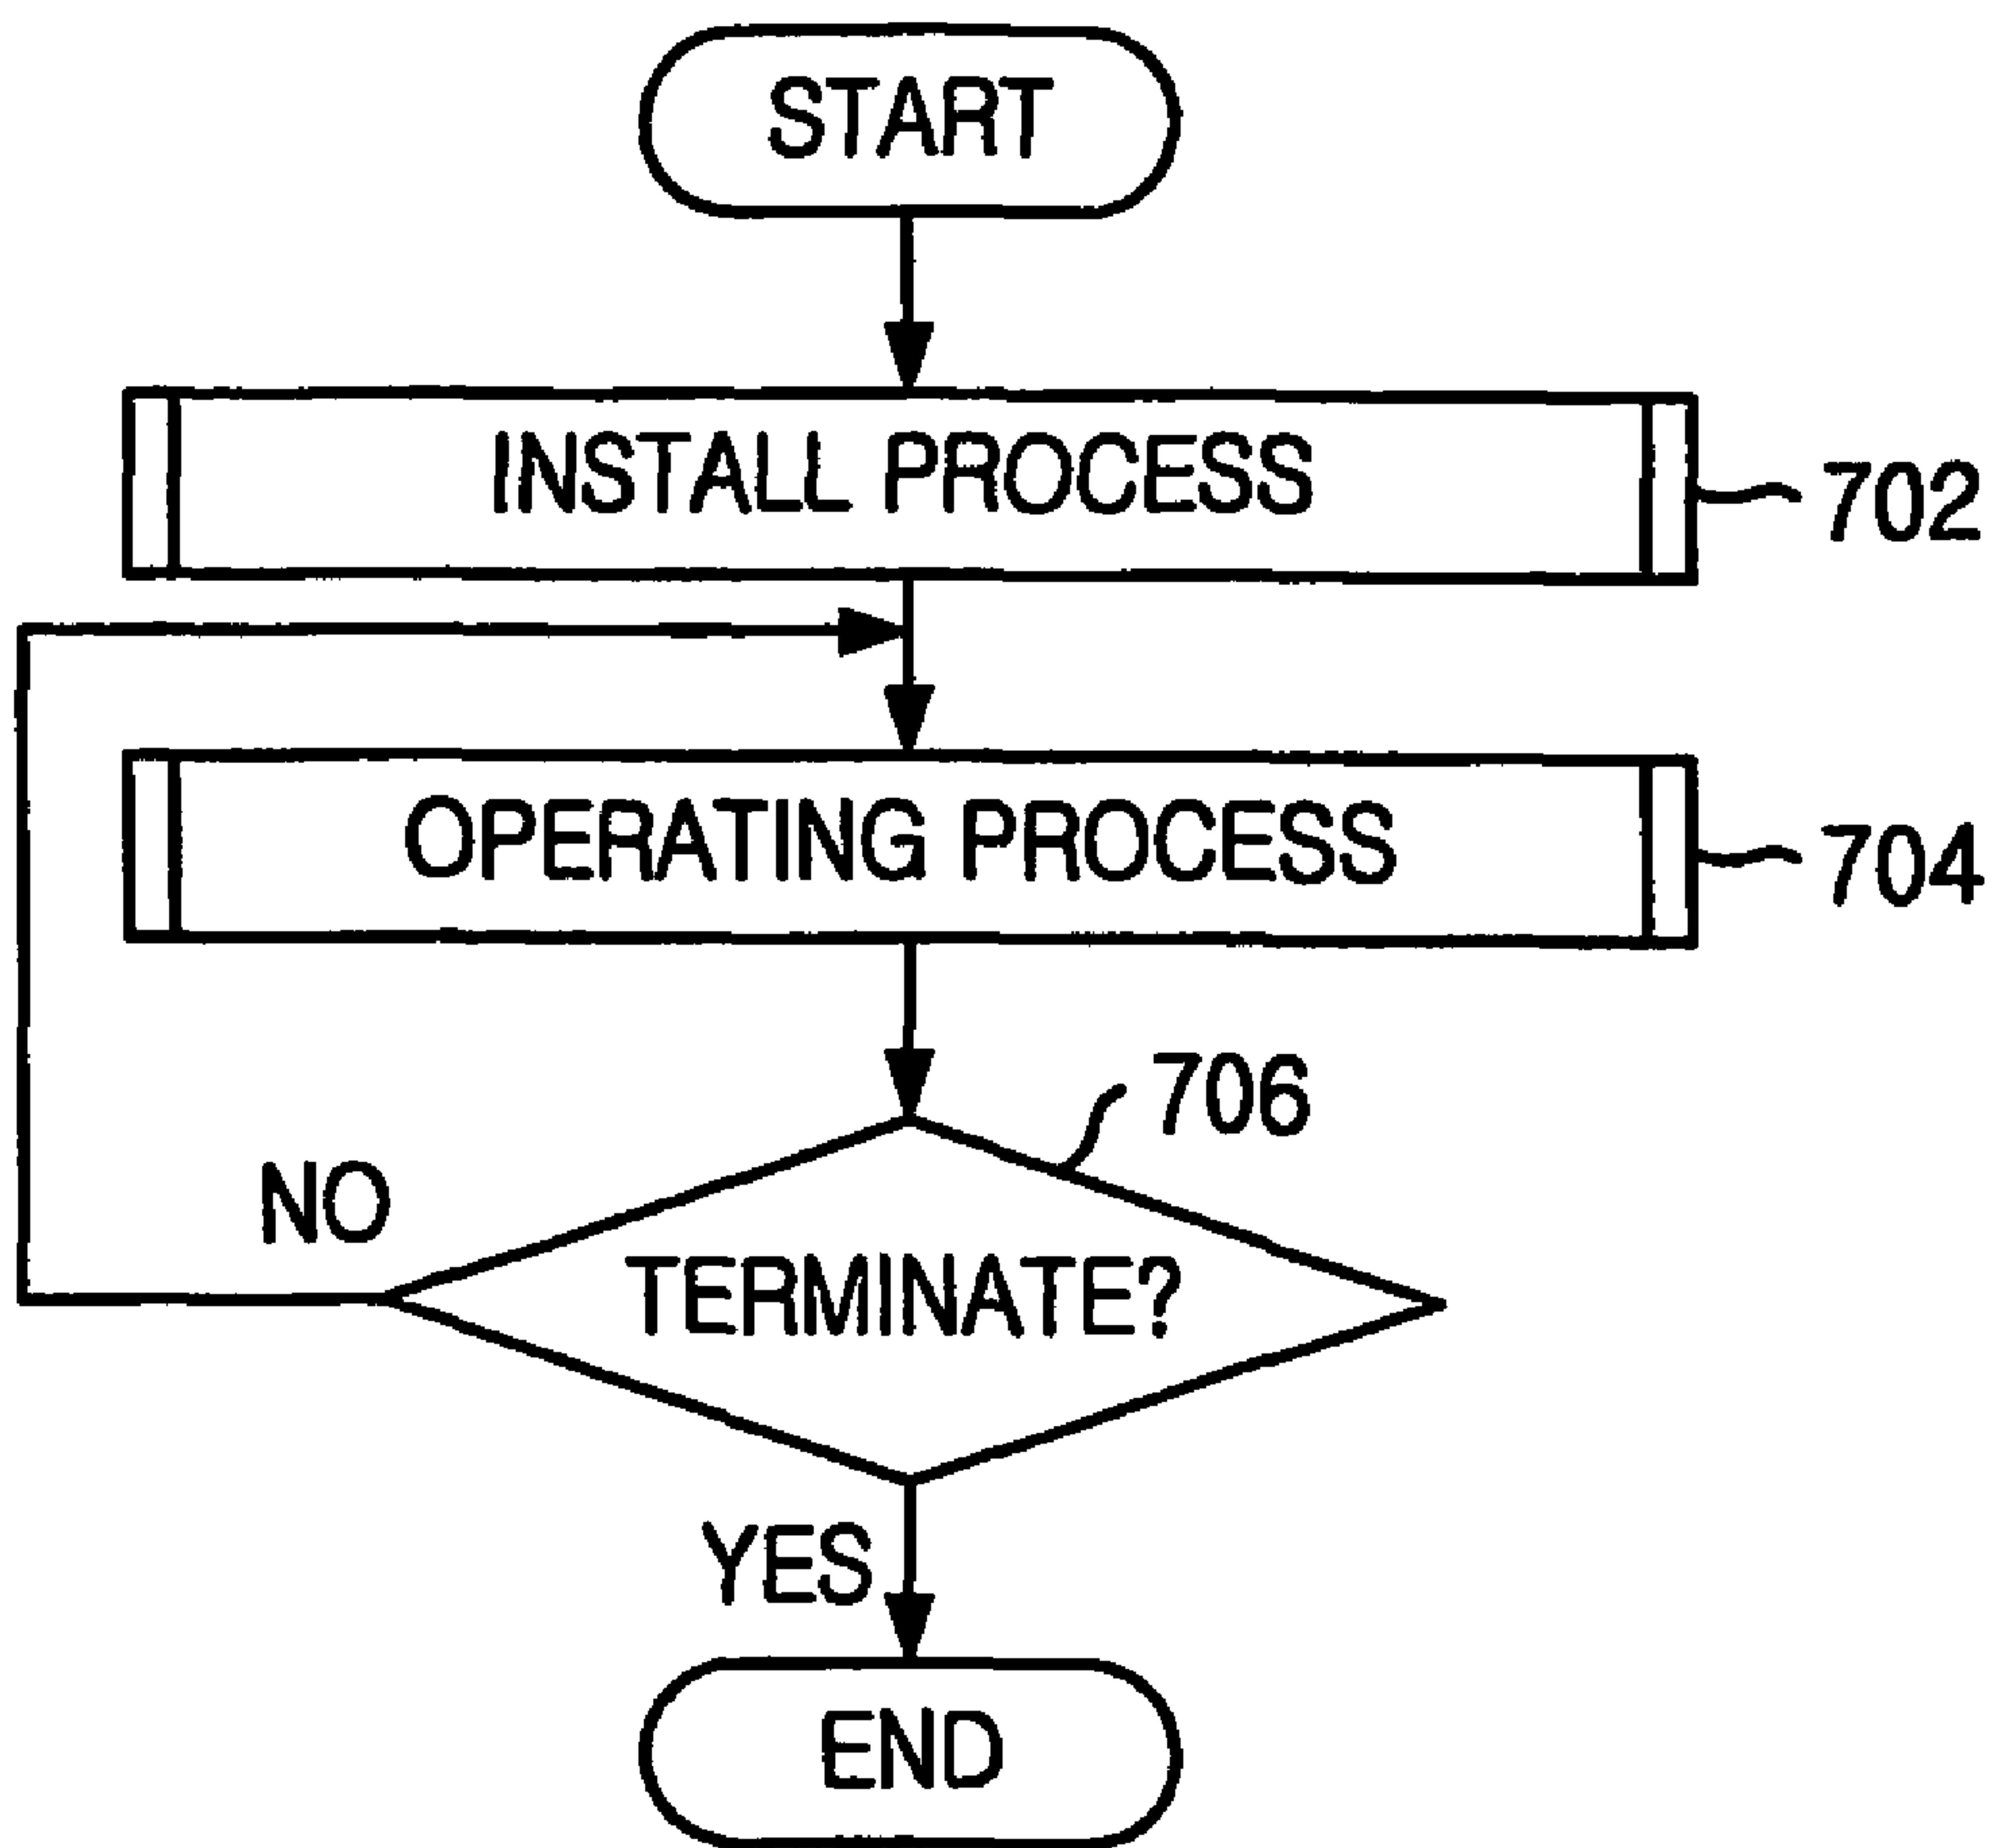 START
INSTALL PROCESS
702
OPERATING PROCESS
704
706
NO
TERMINATE?
YES
END